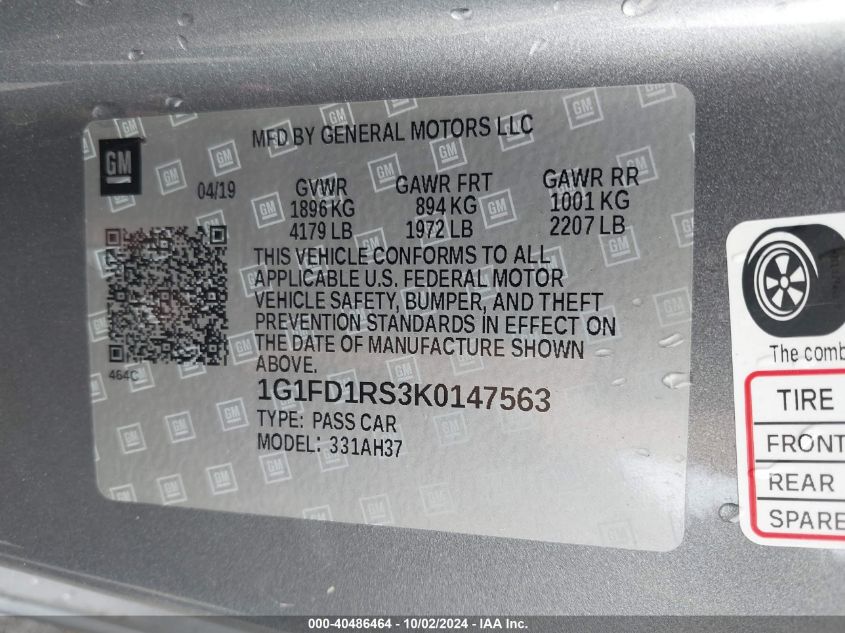 MFD BY GENERAL MOTORS LLC
GM
04/19 GVWR GAWR FRT GAWR RR
1896 KG 894 KG 1001 KG
4179 LB 1972 LB 2207 LB
THIS VEHICLE CONFORMS TO ALL
APPLICABLE U.S. FEDERAL MOTOR
VEHICLE SAFETY, BUMPER, AND THEFT
PREVENTION STANDARDS IN EFFECT ON
THE DATE OF MANUFACTURE SHOWN
ABOVE.
464C
1G1FD1RS3K0147563
TYPE: PASS CAR
MODEL: 331AH37
The comb
TIRE
FRONT
REAR
SPARE
000-40486464 - 10/02/2024 - IAA Inc.